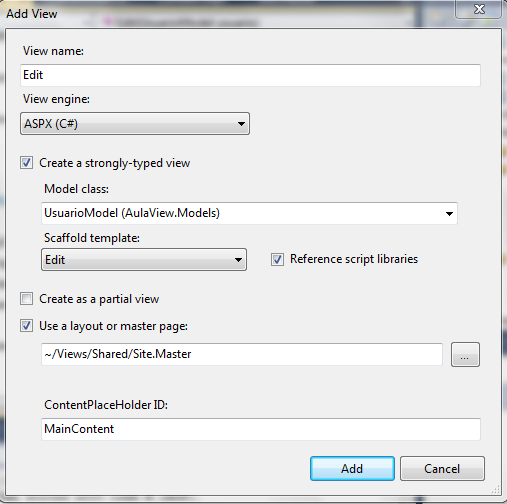 Add View
View name:
Edit
View engine:
ASPX (C#)
Create a strongly-typed view
Model class:
UsuarioModel (AulaView.Models)
Scaffold template:
Edit
Reference script libraries
Create as a partial view
Use a layout or master page:
~/Views/Shared/Site.Master
...
ContentPlaceHolder ID:
MainContent
Add
Cancel